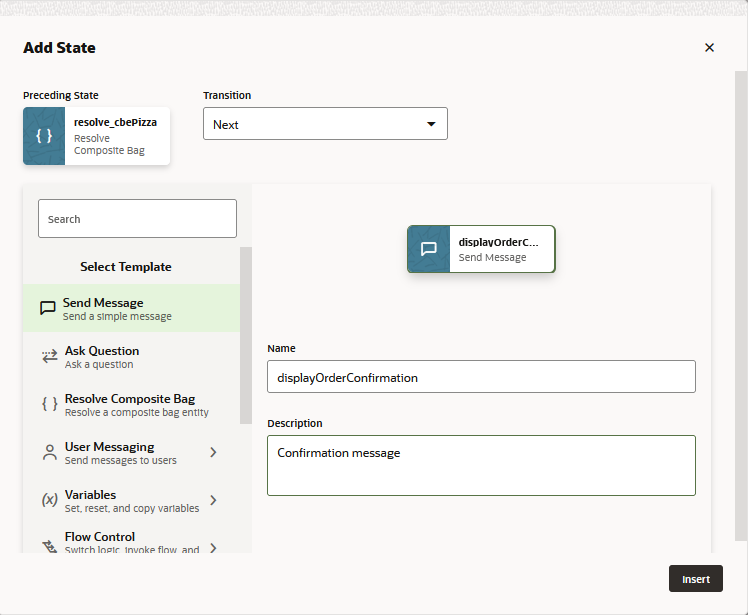 Add State
Preceding State
Transition
{ }
resolve_cbePizza
Resolve
Composite Bag
Next
Search
Select Template
Send Message
Send a simple message
Ask Question
Ask a question
{ }
Resolve Composite Bag
Resolve a composite bag entity
User Messaging
Send messages to users
(x)
Variables
Set, reset, and copy variables
Flow Control
Switch logic, invoke flow, and
displayOrderC...
Send Message
Name
displayOrderConfirmation
Description
Confirmation message
Insert